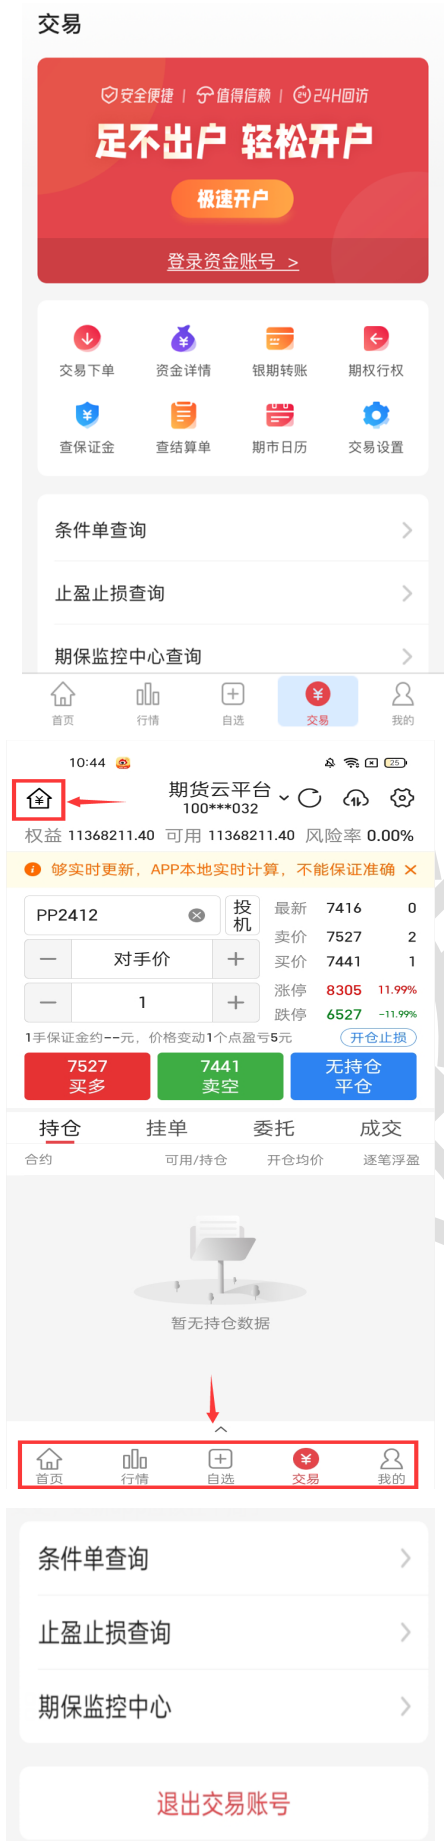 交易
安全便捷 | 值得信赖 | 24H回访
足不出户 轻松开户
极速开户
登录资金账号 >
交易下单 资金详情 银期转账 期权行权
查保证金 查结算单 期市日历 交易设置
条件单查询
止盈止损查询
期保监控中心查询
首页 行情 自选 交易 我的
10:44 25
期货云平台
100***032
权益 11368211.40 可用 11368211.40 风险率 0.00%
够实时更新，APP本地实时计算，不能保证准确 ×
PP2412 投机 最新 7416 0
卖价 7527 2
— 对手价 + 买价 7441 1
涨停 8305 11.99%
— 1 + 跌停 6527 -11.99%
1手保证金约--元，价格变动1个点盈亏5元 开仓止损
7527 7441 无持仓
买多 卖空 平仓
持仓 挂单 委托 成交
合约 可用/持仓 开仓均价 逐笔浮盈
暂无持仓数据
首页 行情 自选 交易 我的
条件单查询
止盈止损查询
期保监控中心
退出交易账号